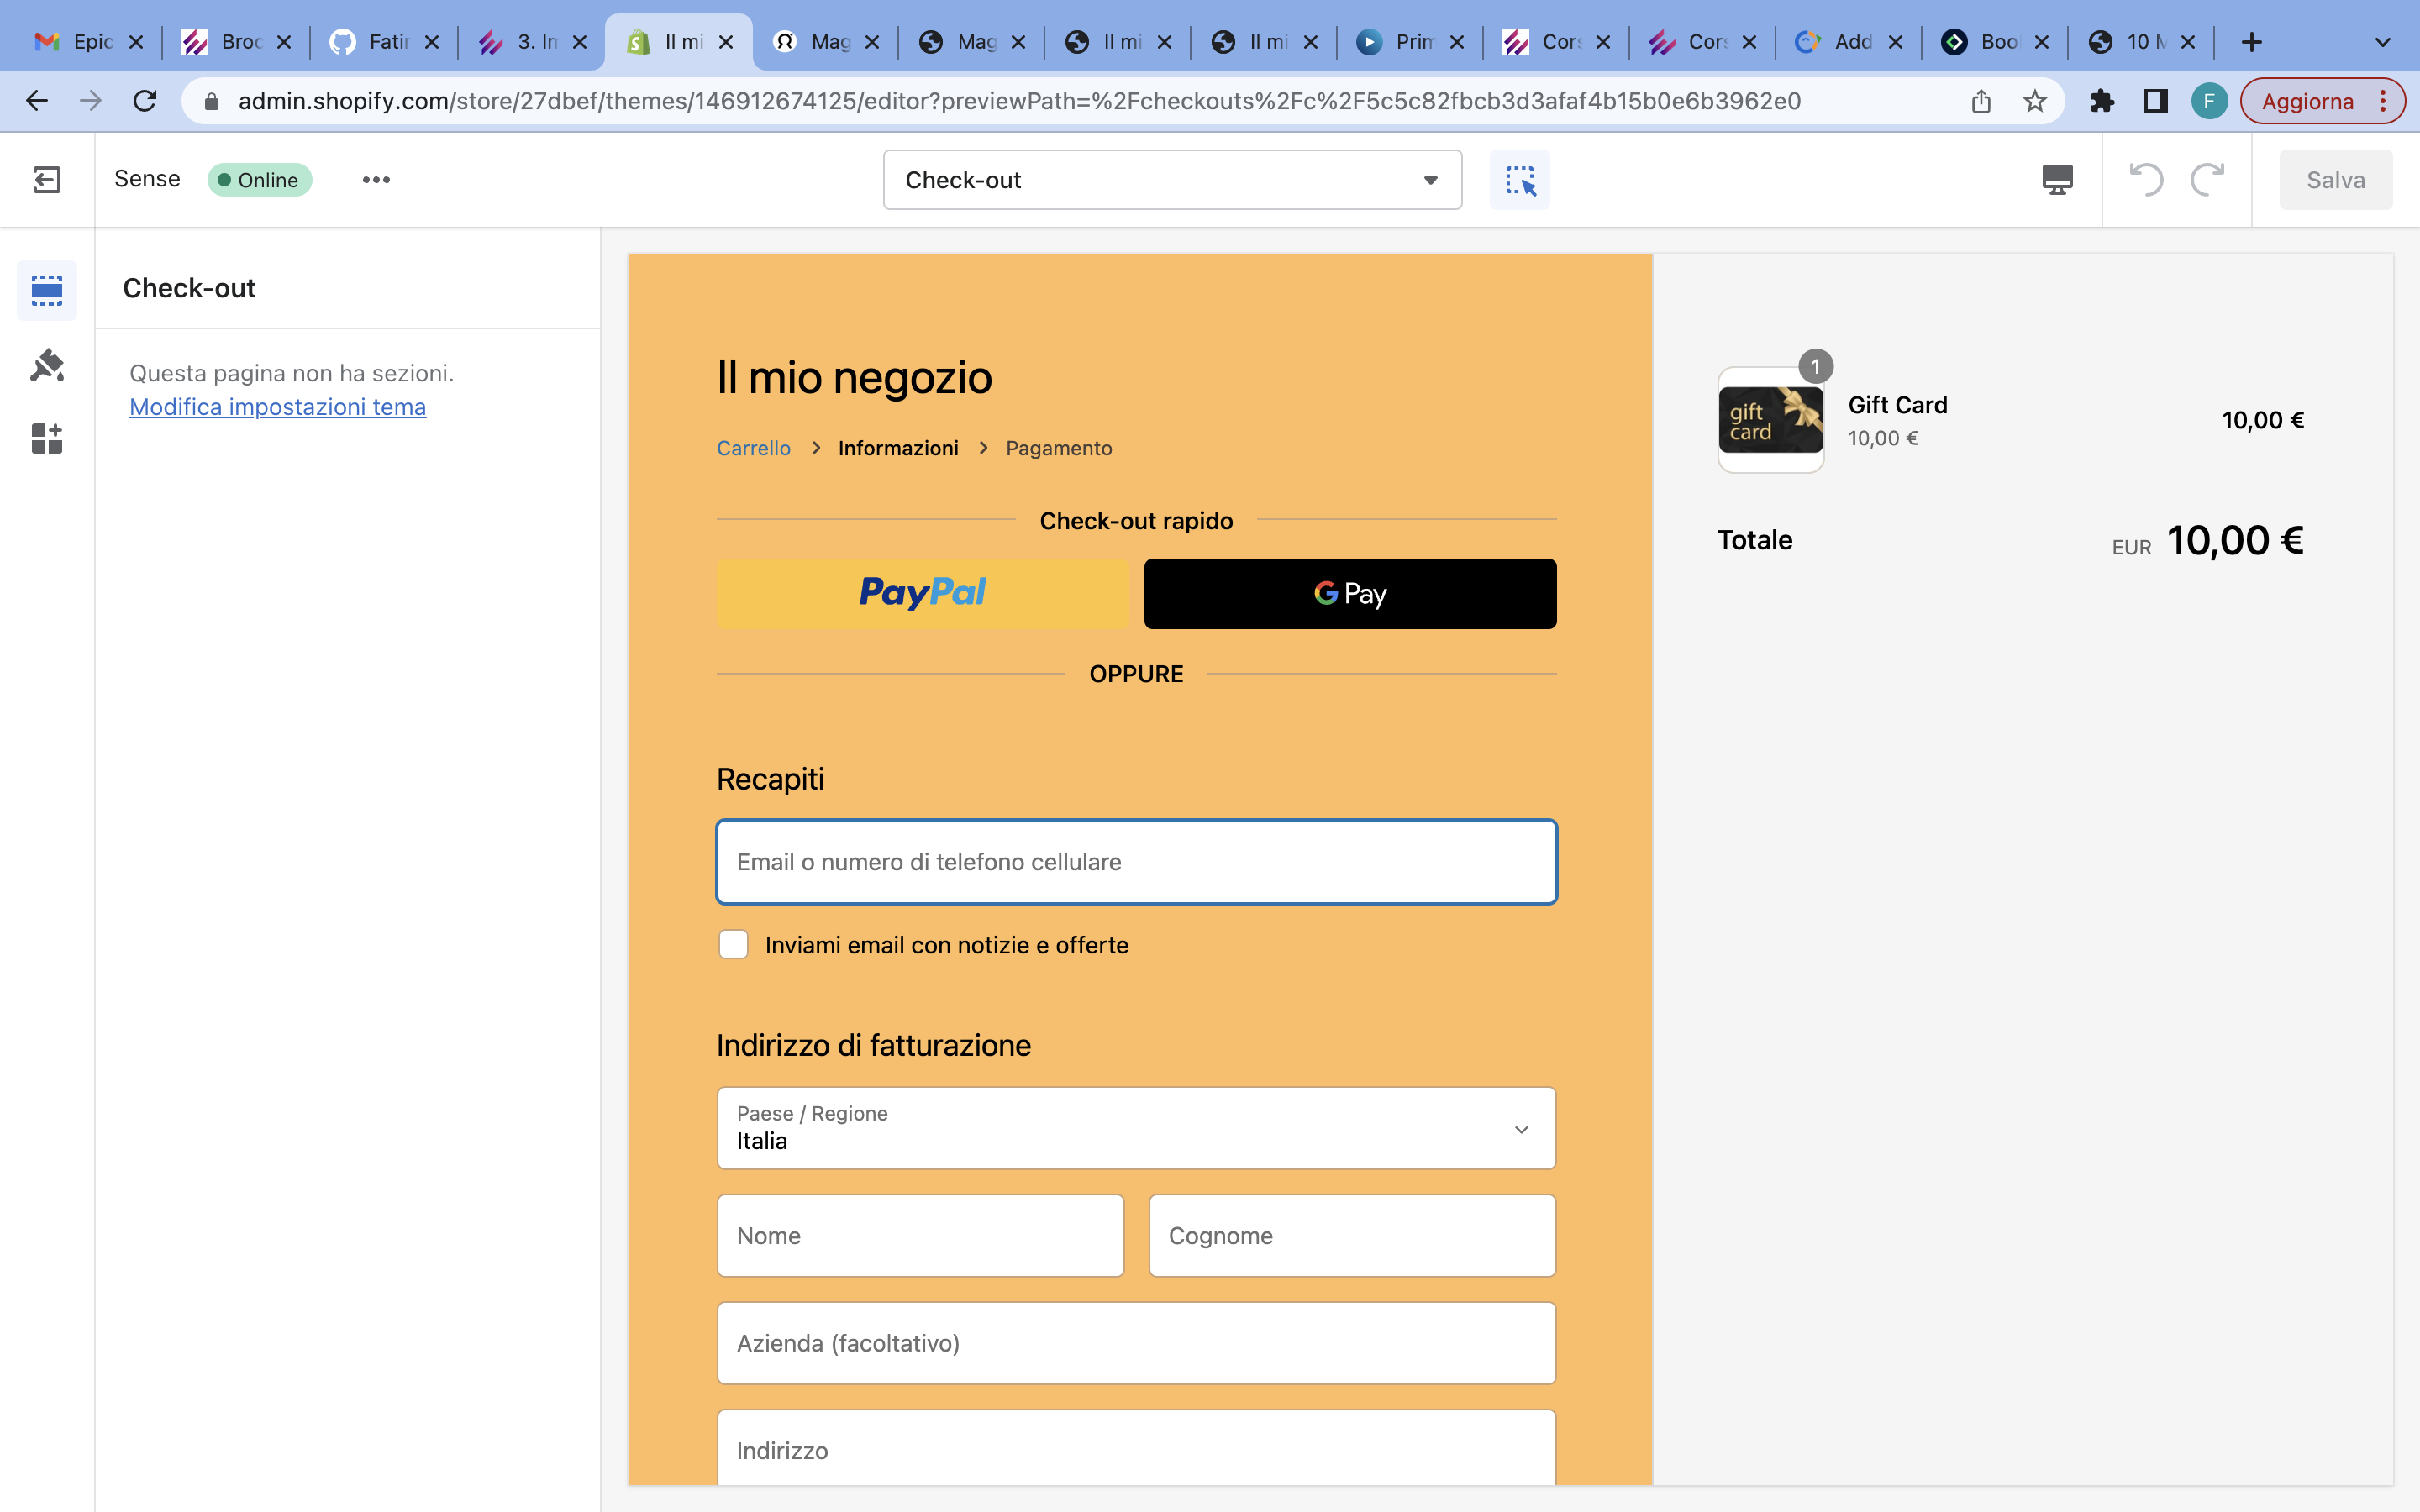 Epic
Broc
Fatir
3. In
Il mi
Mag
Mag
Il mi
Il mi
Prim
Cors
Cors
Add
Boo
10 M
admin.shopify.com/store/27dbef/themes/146912674125/editor?previewPath=%2Fcheckouts%2Fc%2F5c5c82fbcb3d3afaf4b15b0e6b3962e0
F
Aggiorna
Sense
Online
Check-out
Salva
Check-out
Questa pagina non ha sezioni.
Modifica impostazioni tema
Il mio negozio
Carrello > Informazioni > Pagamento
Check-out rapido
PayPal
G Pay
OPPURE
Recapiti
Email o numero di telefono cellulare
Inviami email con notizie e offerte
Indirizzo di fatturazione
Paese / Regione
Italia
Nome
Cognome
Azienda (facoltativo)
Indirizzo
1
gift
card
Gift Card
10,00 €
10,00 €
Totale
EUR 10,00 €